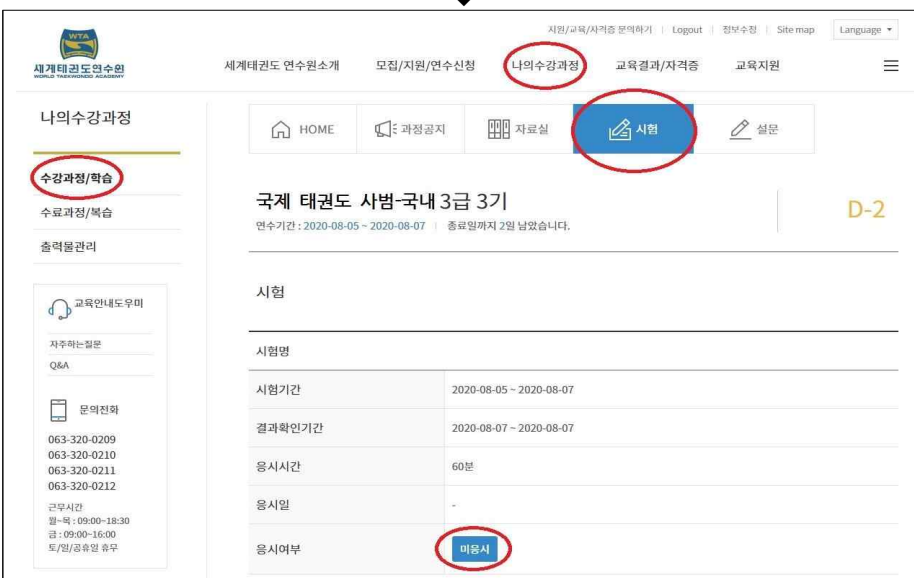 지원/교육/자격증 문의하기 | Logout | 정보수정 | Site map Language
WTA
세계태권도연수원
WORLD TAEKWONDO ACADEMY
세계태권도 연수원소개 모집/지원/연수신청 나의수강과정 교육결과/자격증 교육지원
나의수강과정
HOME 과정공지 자료실 시험 설문
수강과정/학습
수료과정/복습
출력물관리
국제 태권도 사범-국내 3급 3기
D-2
연수기간 : 2020-08-05 ~ 2020-08-07 | 종료일까지 2일 남았습니다.
시험
교육안내도우미
자주하는질문
Q&A
문의전화
063-320-0209
063-320-0210
063-320-0211
063-320-0212
근무시간
월~목 : 09:00~18:30
금 : 09:00~16:00
토/일/공휴일 휴무
시험명
시험기간 2020-08-05 ~ 2020-08-07
결과확인기간 2020-08-07 ~ 2020-08-07
응시시간 60분
응시일 -
응시여부 미응시